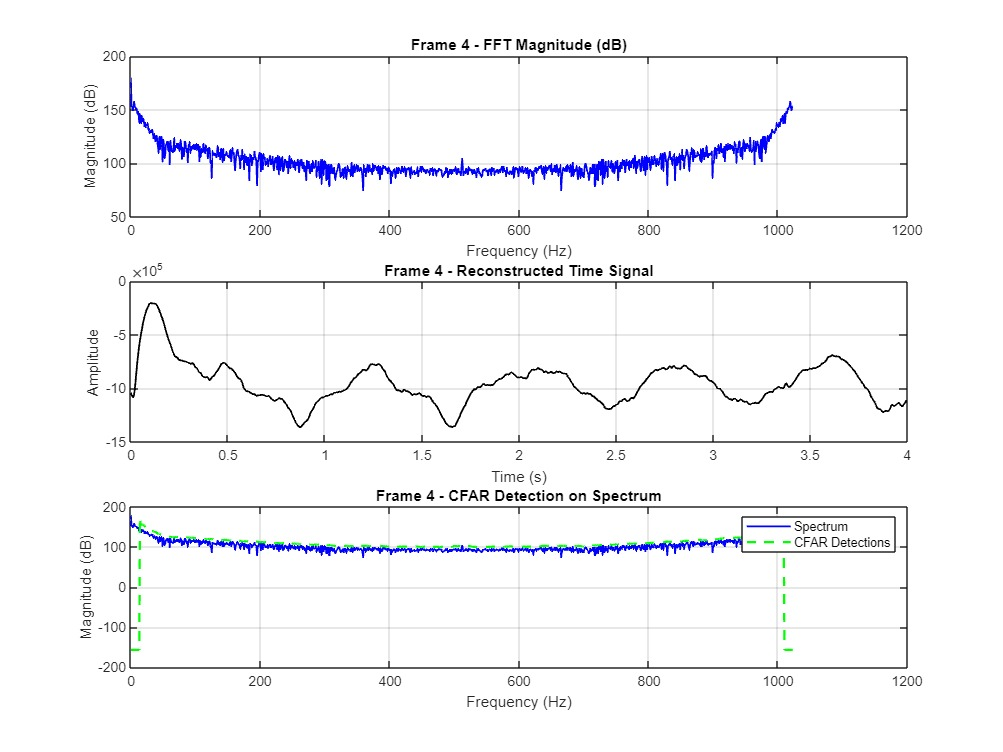 Frame 4 - FFT Magnitude (dB)
200
150
100
50
Magnitude (dB)
0 200 400 600 800 1000 1200
Frequency (Hz)
Frame 4 - Reconstructed Time Signal
×10^5
0
-5
-10
-15
Amplitude
0 0.5 1 1.5 2 2.5 3 3.5 4
Time (s)
Frame 4 - CFAR Detection on Spectrum
200
100
0
-100
-200
Magnitude (dB)
Spectrum
CFAR Detections
0 200 400 600 800 1000 1200
Frequency (Hz)